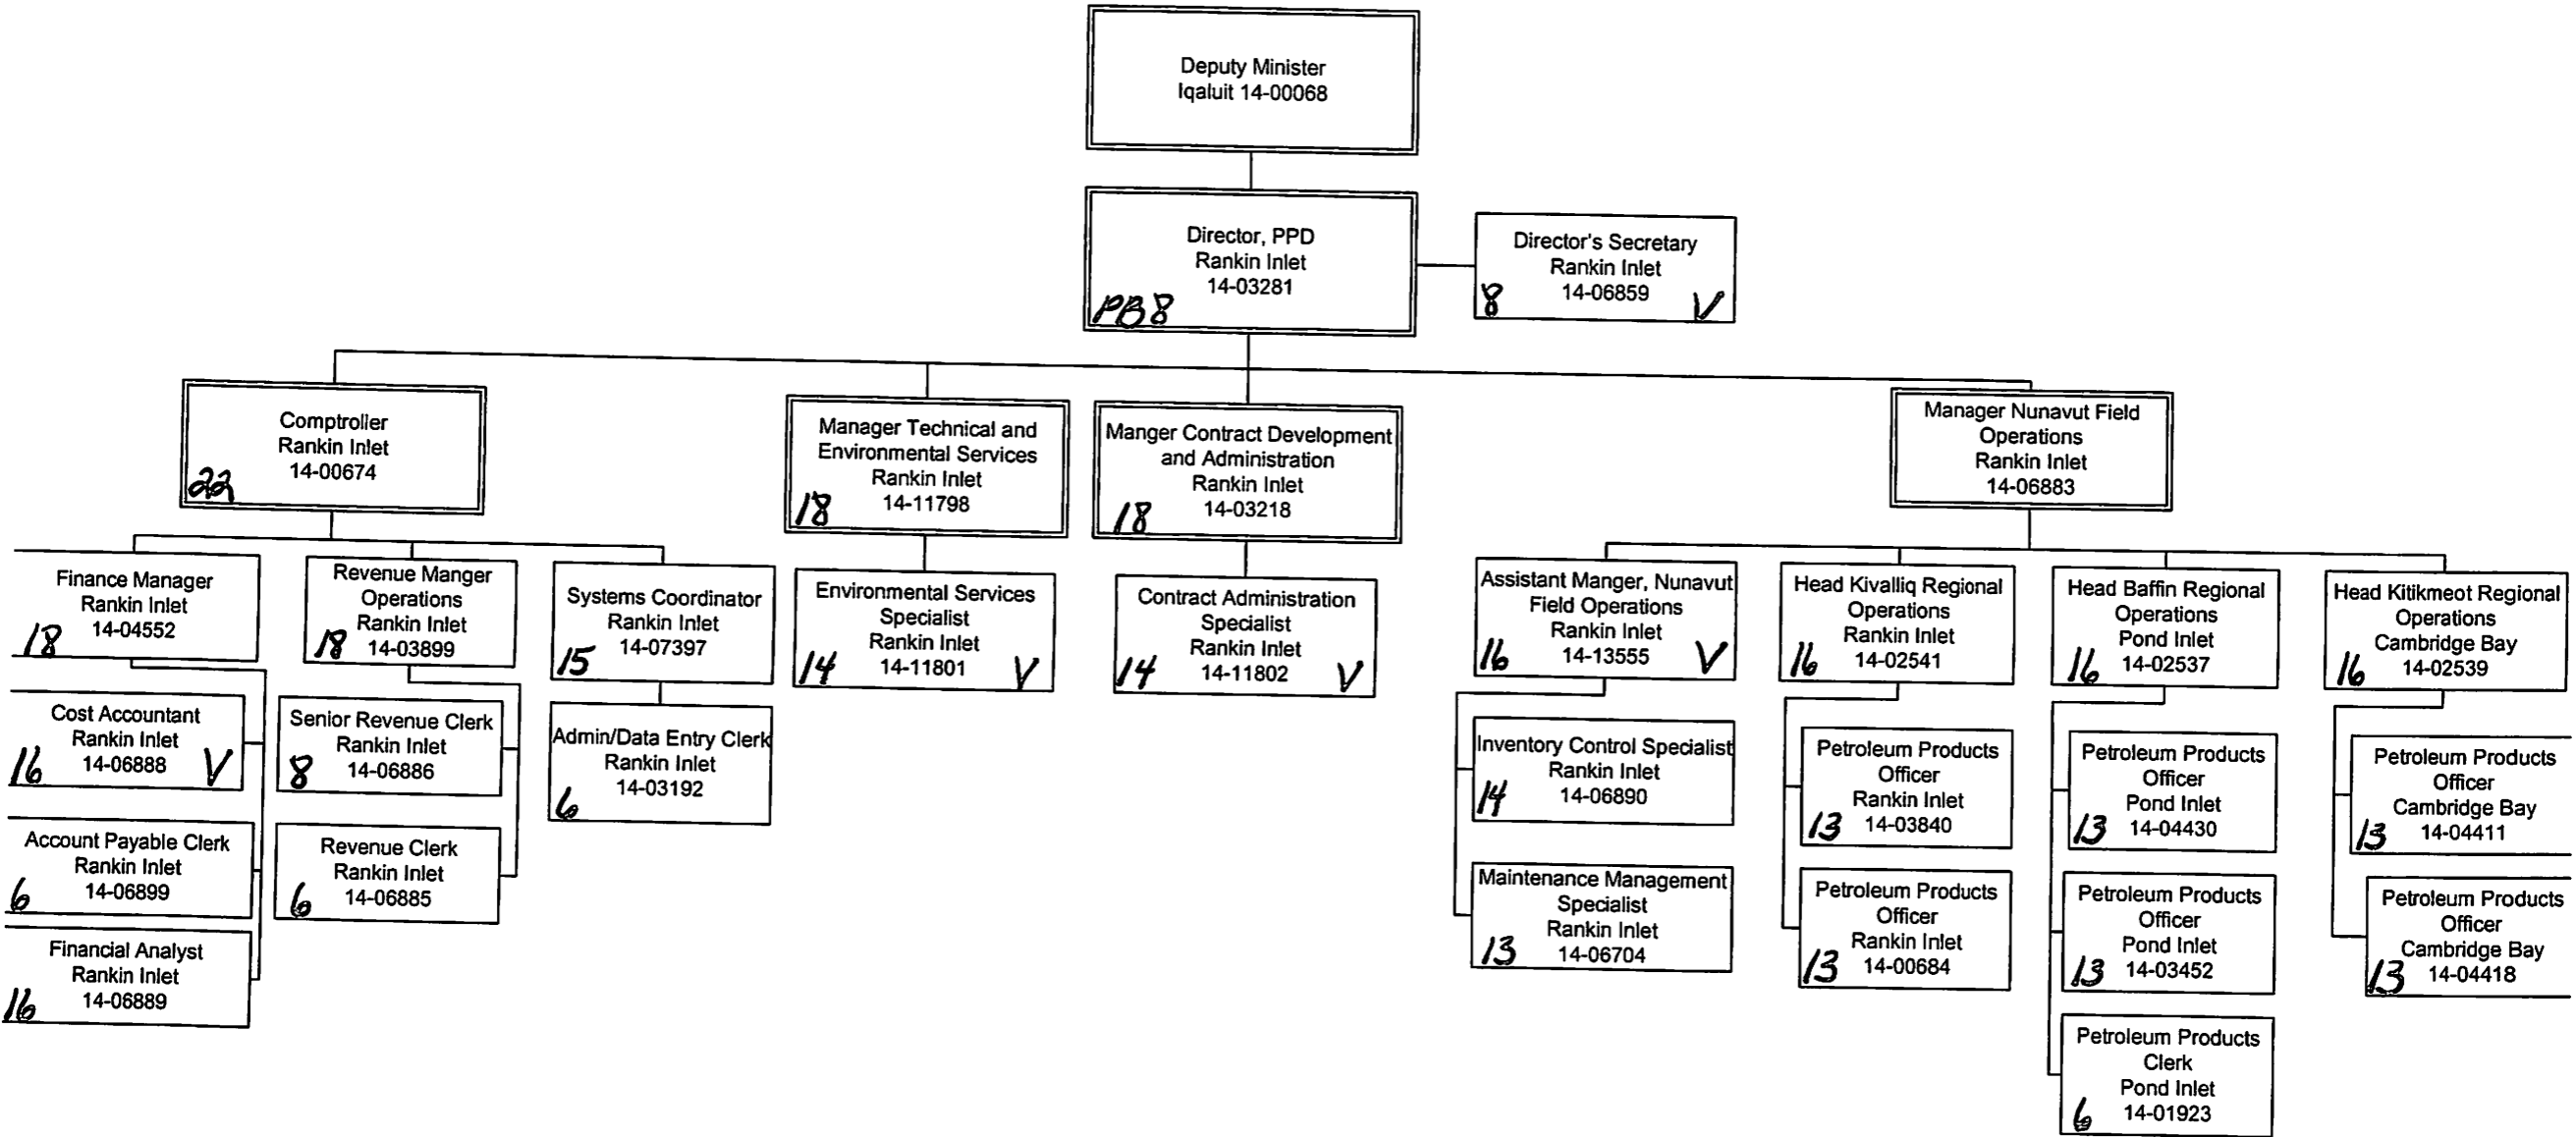 Deputy Minister
Iqaluit 14-00068
Director, PPD
Rankin Inlet
14-03281
PB 8
Director's Secretary
Rankin Inlet
14-06859
8
V
Comptroller
Rankin Inlet
14-00674
22
Manager Technical and
Environmental Services
Rankin Inlet
14-11798
18
Manger Contract Development
and Administration
Rankin Inlet
14-03218
18
Manager Nunavut Field
Operations
Rankin Inlet
14-06883
Finance Manager
Rankin Inlet
14-04552
18
Revenue Manger
Operations
Rankin Inlet
14-03899
18
Systems Coordinator
Rankin Inlet
14-07397
15
Environmental Services
Specialist
Rankin Inlet
14-11801
14
V
Contract Administration
Specialist
Rankin Inlet
14-11802
14
V
Assistant Manger, Nunavut
Field Operations
Rankin Inlet
14-13555
16
V
Head Kivalliq Regional
Operations
Rankin Inlet
14-02541
16
Head Baffin Regional
Operations
Pond Inlet
14-02537
16
Head Kitikmeot Regional
Operations
Cambridge Bay
14-02539
16
Cost Accountant
Rankin Inlet
14-06888
16
V
Senior Revenue Clerk
Rankin Inlet
14-06886
8
Admin/Data Entry Clerk
Rankin Inlet
14-03192
6
Inventory Control Specialist
Rankin Inlet
14-06890
14
Petroleum Products
Officer
Rankin Inlet
14-03840
13
Petroleum Products
Officer
Pond Inlet
14-04430
13
Petroleum Products
Officer
Cambridge Bay
14-04411
13
Account Payable Clerk
Rankin Inlet
14-06899
6
Revenue Clerk
Rankin Inlet
14-06885
6
Maintenance Management
Specialist
Rankin Inlet
14-06704
13
Petroleum Products
Officer
Rankin Inlet
14-00684
13
Petroleum Products
Officer
Pond Inlet
14-03452
13
Petroleum Products
Officer
Cambridge Bay
14-04418
13
Financial Analyst
Rankin Inlet
14-06889
16
Petroleum Products
Clerk
Pond Inlet
14-01923
6